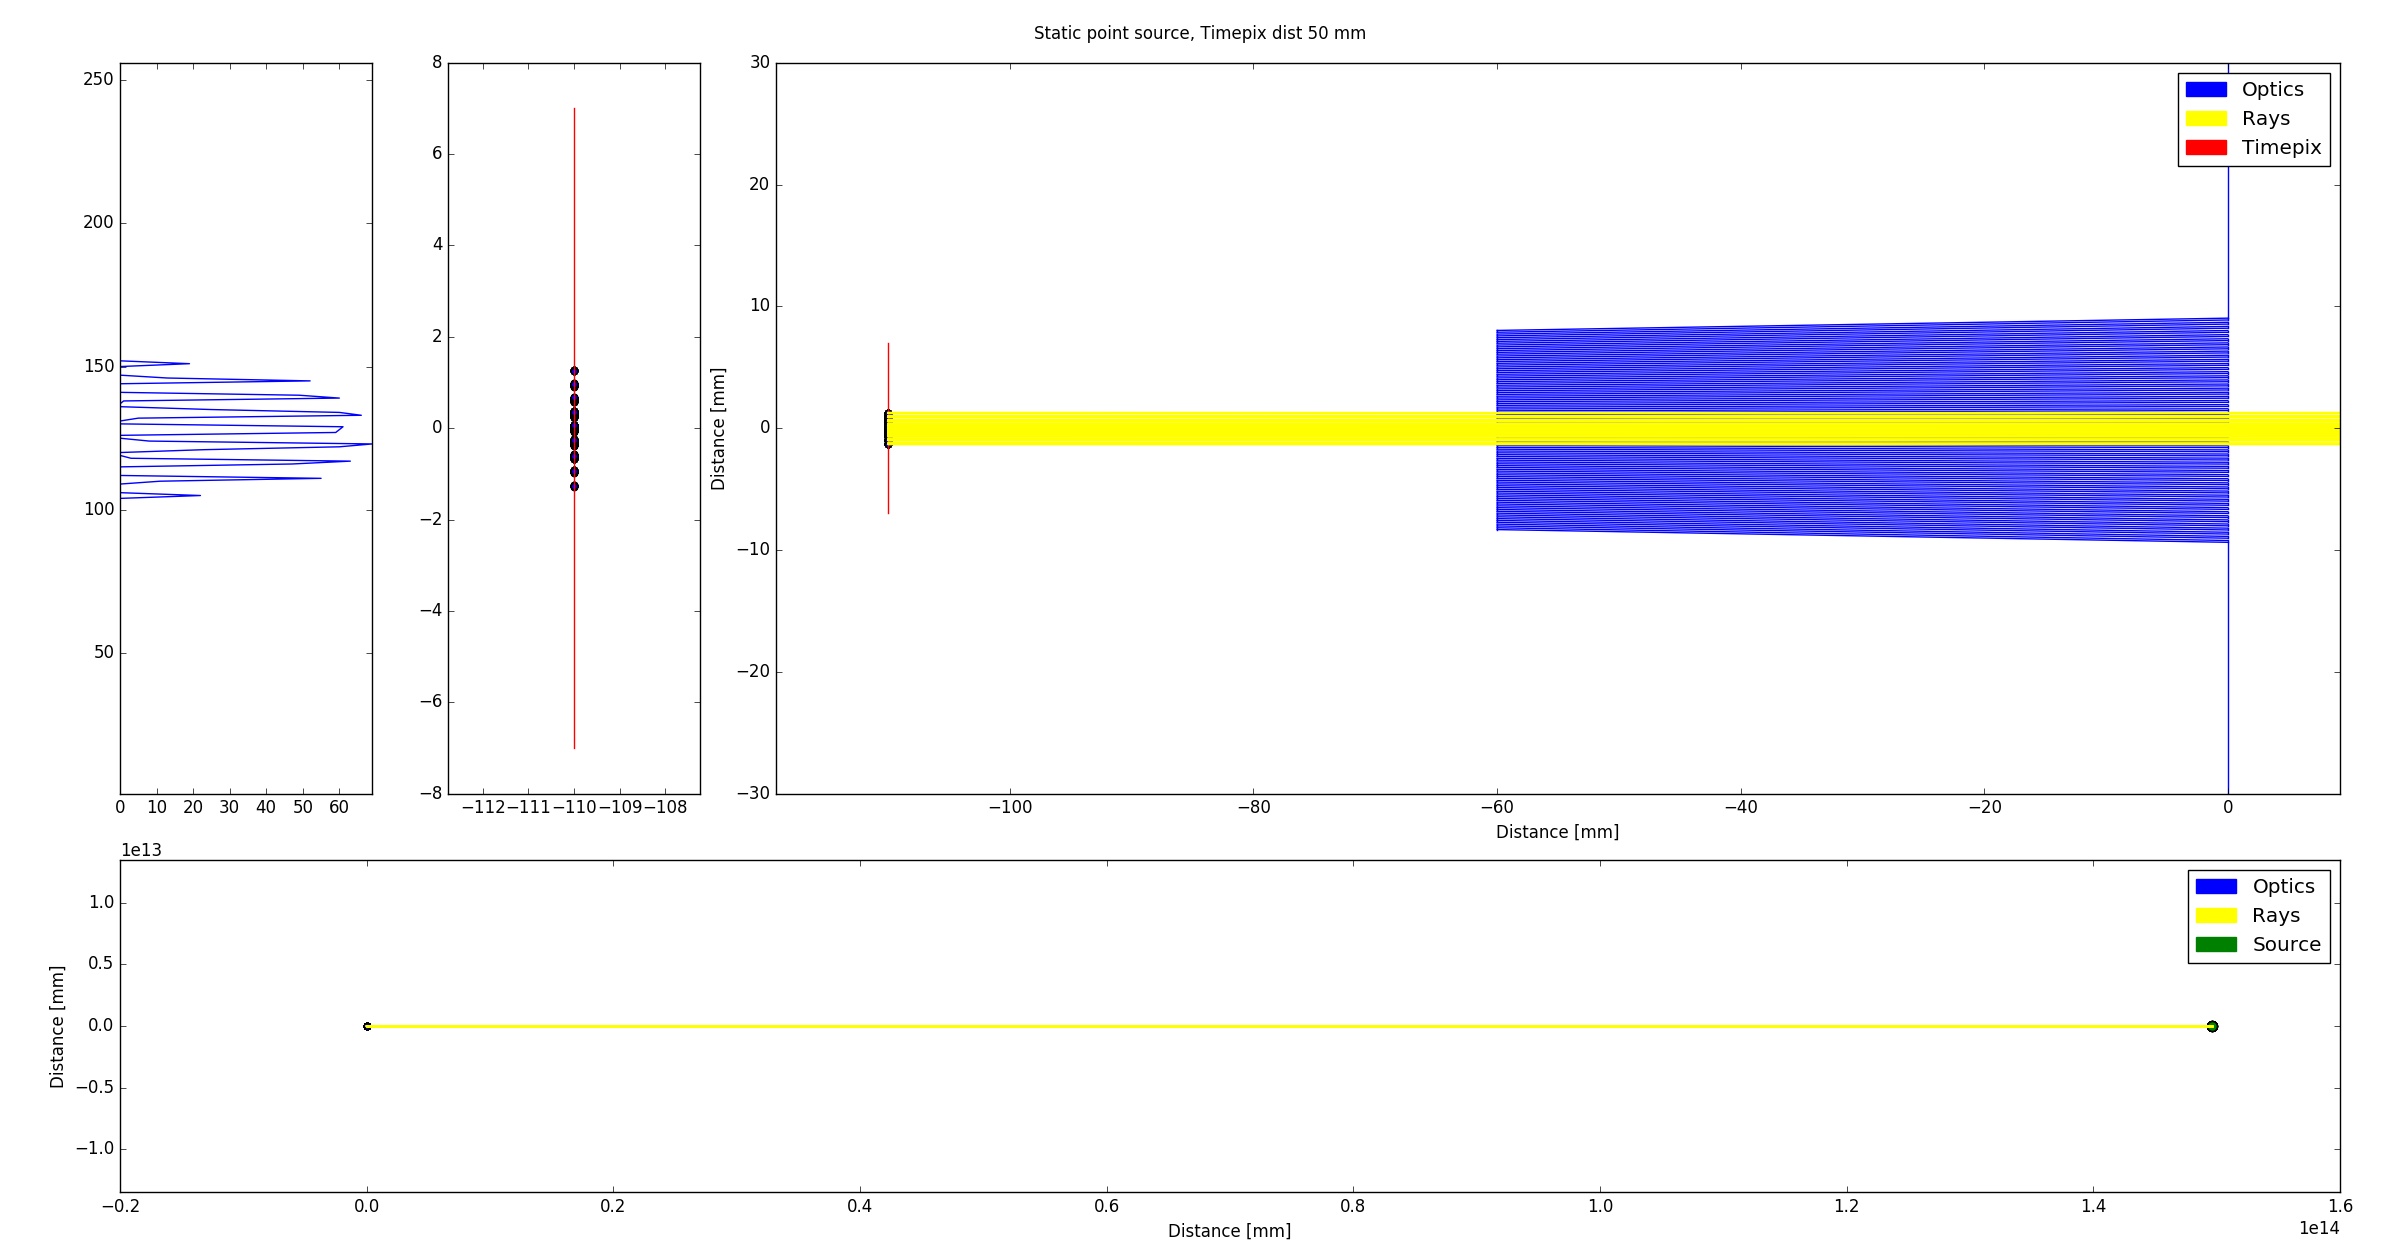 Static point source, Timepix dist 50 mm
250
200
150
100
50
0 10 20 30 40 50 60
8
6
4
2
0
−2
−4
−6
−8
−112 −111 −110 −109 −108
Distance [mm]
30
20
10
0
−10
−20
−30
−100 −80 −60 −40 −20 0
Distance [mm]
Optics
Rays
Timepix
1e13
Distance [mm]
1.0
0.5
0.0
−0.5
−1.0
−0.2 0.0 0.2 0.4 0.6 0.8 1.0 1.2 1.4 1.6
1e14
Distance [mm]
Optics
Rays
Source